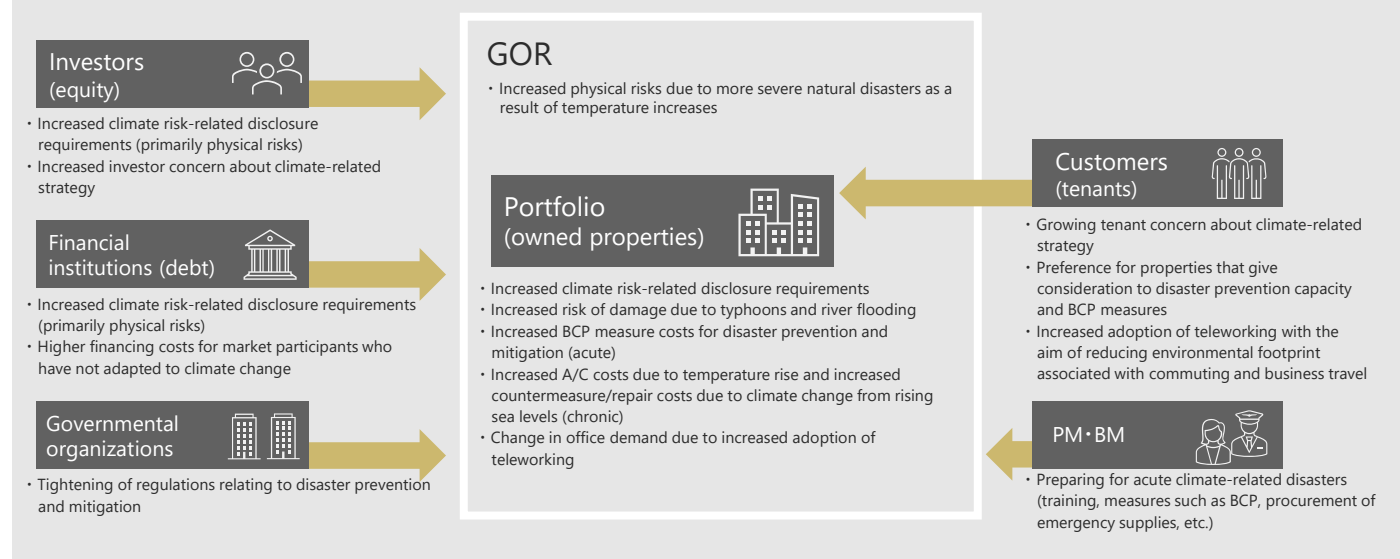 Investors
(equity)
・Increased climate risk-related disclosure
requirements (primarily physical risks)
・Increased investor concern about climate-related
strategy
Financial
institutions (debt)
・Increased climate risk-related disclosure requirements
(primarily physical risks)
・Higher financing costs for market participants who
have not adapted to climate change
Governmental
organizations
・Tightening of regulations relating to disaster prevention
and mitigation
GOR
・Increased physical risks due to more severe natural disasters as a
result of temperature increases
Portfolio
(owned properties)
・Increased climate risk-related disclosure requirements
・Increased risk of damage due to typhoons and river flooding
・Increased BCP measure costs for disaster prevention and
mitigation (acute)
・Increased A/C costs due to temperature rise and increased
countermeasure/repair costs due to climate change from rising
sea levels (chronic)
・Change in office demand due to increased adoption of
teleworking
Customers
(tenants)
・Growing tenant concern about climate-related
strategy
・Preference for properties that give
consideration to disaster prevention capacity
and BCP measures
・Increased adoption of teleworking with the
aim of reducing environmental footprint
associated with commuting and business travel
PM・BM
・Preparing for acute climate-related disasters
(training, measures such as BCP, procurement of
emergency supplies, etc.)